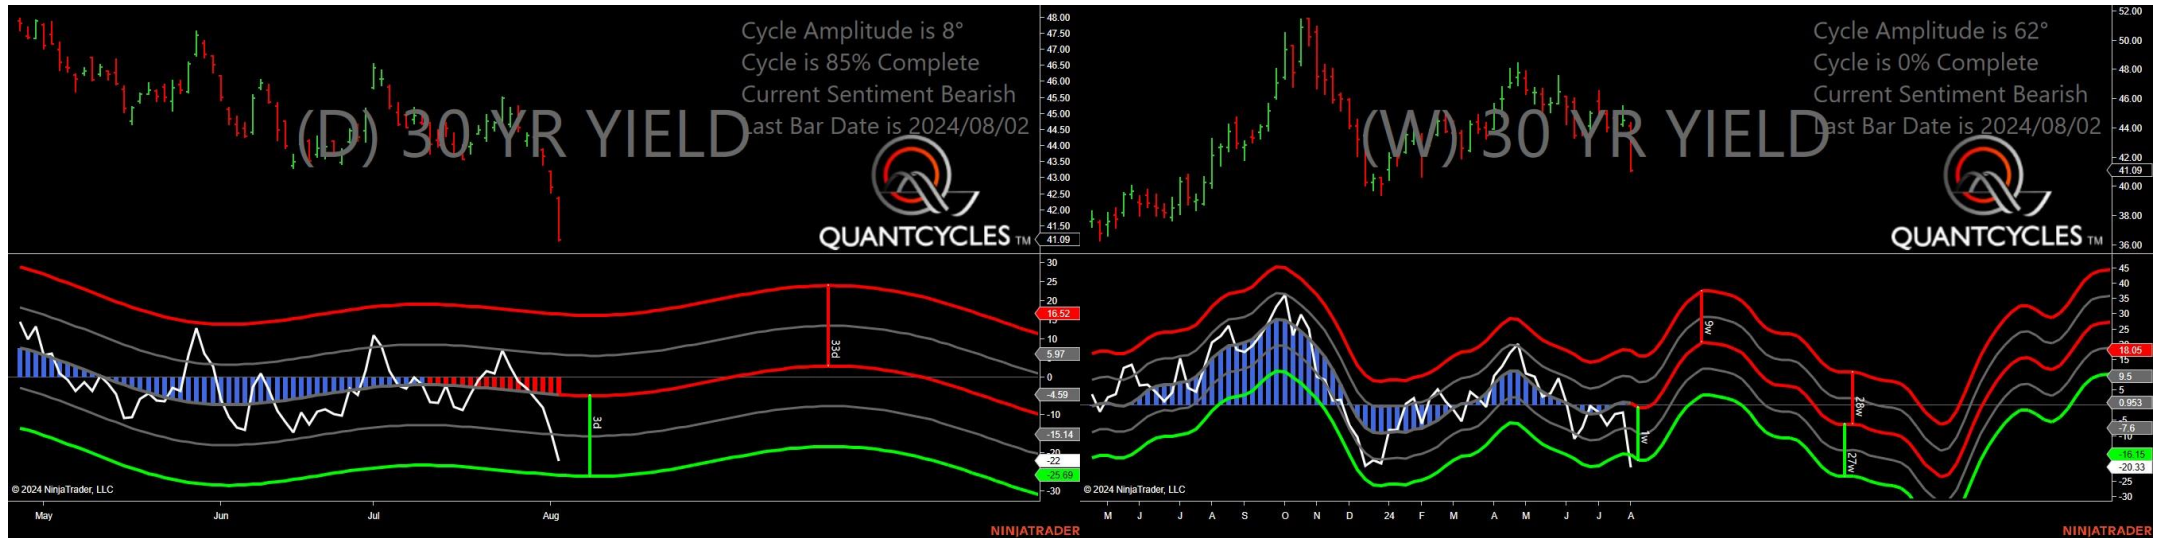 Cycle Amplitude is 8°
Cycle is 85% Complete
Current Sentiment Bearish
Last Bar Date is 2024/08/02
(D) 30 YR YIELD
QUANTCYCLES TM
48.00
47.50
47.00
46.50
46.00
45.50
45.00
44.50
44.00
43.50
43.00
42.50
42.00
41.50
41.09
30
25
20
16.52
10
5.97
0
-4.59
-10
-15.14
-20
-22
-25.69
-30
33d
3d
© 2024 NinjaTrader, LLC
May Jun Jul Aug
NINJATRADER
Cycle Amplitude is 62°
Cycle is 0% Complete
Current Sentiment Bearish
Last Bar Date is 2024/08/02
(W) 30 YR YIELD
QUANTCYCLES TM
52.00
50.00
48.00
46.00
44.00
42.00
41.09
40.00
38.00
36.00
45
40
35
30
25
18.05
15
9.5
5
0.953
-5
-7.6
-10
-16.15
-20.33
-25
-30
9w
1w
28w
27w
© 2024 NinjaTrader, LLC
M J J A S O N D 24 F M A M J J A
NINJATRADER